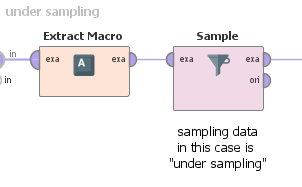 under sampling
Extract Macro
Sample
in
exa
A
exa
exa
exa
in
ori
sampling data
in this case is
"under sampling"